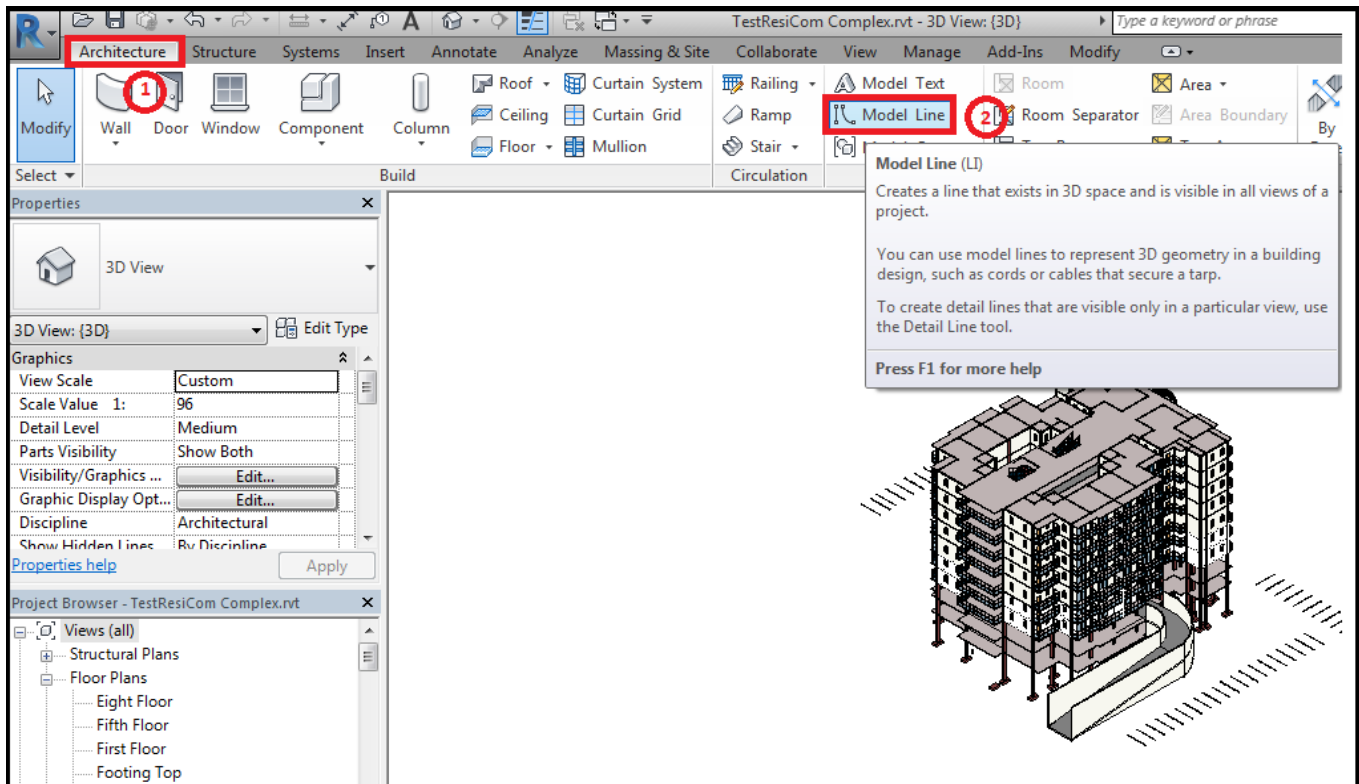 TestResiCom Complex.rvt - 3D View: {3D}
Type a keyword or phrase
Architecture Structure Systems Insert Annotate Analyze Massing & Site Collaborate View Manage Add-Ins Modify
1
2
Modify
Wall
Door
Window
Component
Column
Roof
Curtain System
Railing
Model Text
Room
Area
Ceiling
Curtain Grid
Ramp
Model Line
Room Separator
Area Boundary
Floor
Mullion
Stair
By
Select
Build
Circulation
Model Line (LI)
Creates a line that exists in 3D space and is visible in all views of a
project.
You can use model lines to represent 3D geometry in a building
design, such as cords or cables that secure a tarp.
To create detail lines that are visible only in a particular view, use
the Detail Line tool.
Press F1 for more help
Properties
3D View
3D View: {3D}
Edit Type
Graphics
View Scale Custom
Scale Value 1: 96
Detail Level Medium
Parts Visibility Show Both
Visibility/Graphics ... Edit...
Graphic Display Opt... Edit...
Discipline Architectural
Show Hidden Lines By Discipline
Properties help
Apply
Project Browser - TestResiCom Complex.rvt
Views (all)
Structural Plans
Floor Plans
Eight Floor
Fifth Floor
First Floor
Footing Top